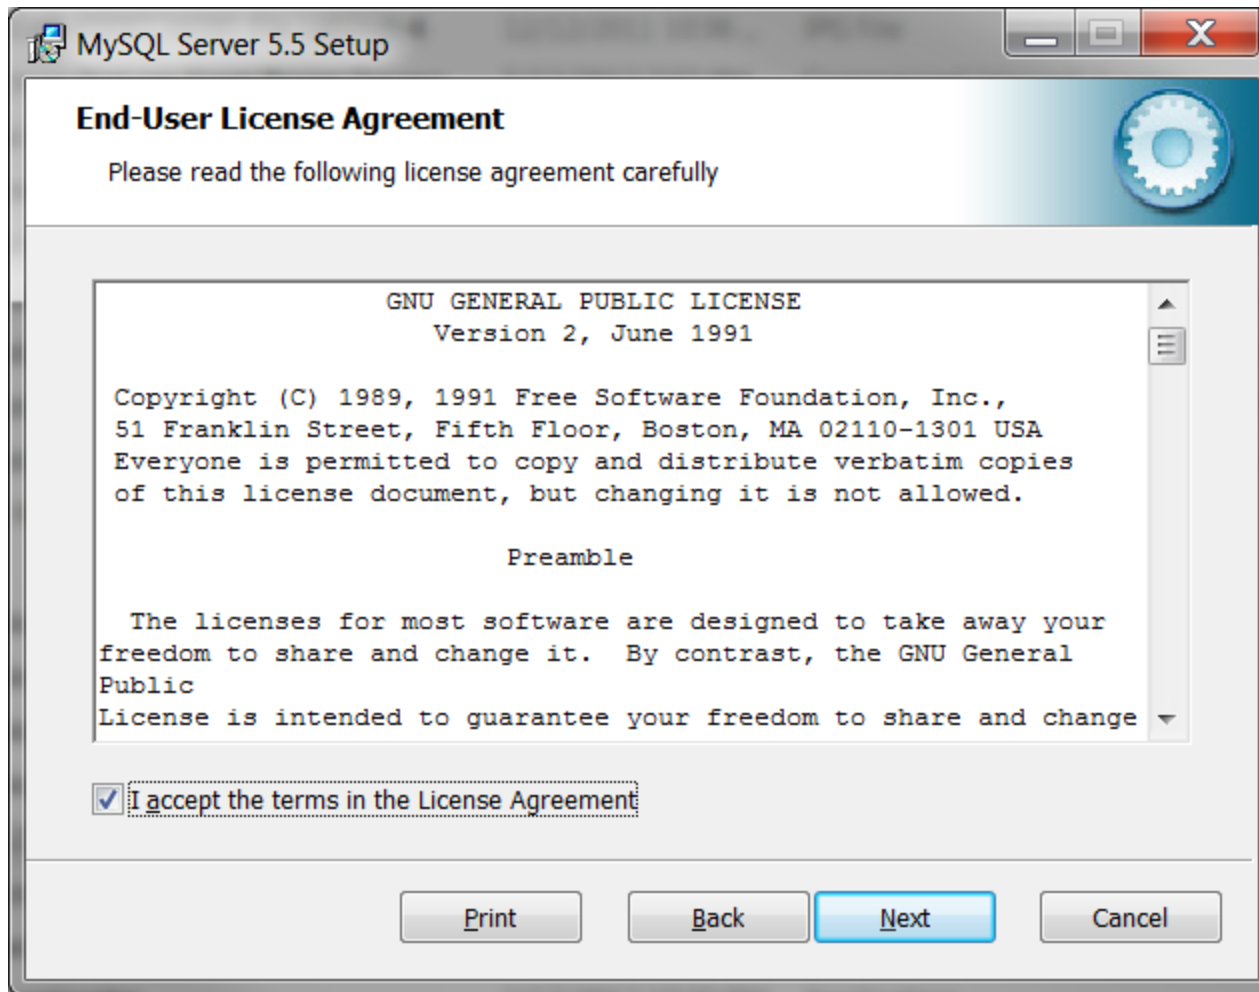 MySQL Server 5.5 Setup
End-User License Agreement
Please read the following license agreement carefully
GNU GENERAL PUBLIC LICENSE
Version 2, June 1991
Copyright (C) 1989, 1991 Free Software Foundation, Inc.,
51 Franklin Street, Fifth Floor, Boston, MA 02110-1301 USA
Everyone is permitted to copy and distribute verbatim copies
of this license document, but changing it is not allowed.
Preamble
The licenses for most software are designed to take away your
freedom to share and change it.  By contrast, the GNU General
Public
License is intended to guarantee your freedom to share and change
I accept the terms in the License Agreement
Print Back Next Cancel